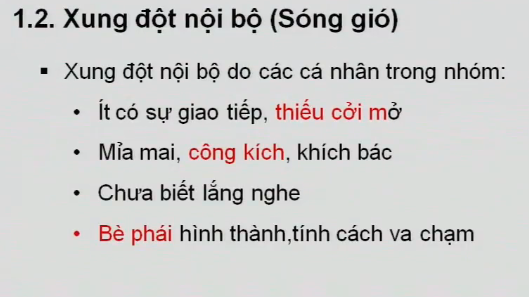 1.2. Xung đột nội bộ (Sóng gió)
▪ Xung đột nội bộ do các cá nhân trong nhóm:
• Ít có sự giao tiếp, thiếu cởi mở
• Mỉa mai, công kích, khích bác
• Chưa biết lắng nghe
• Bè phái hình thành,tính cách va chạm